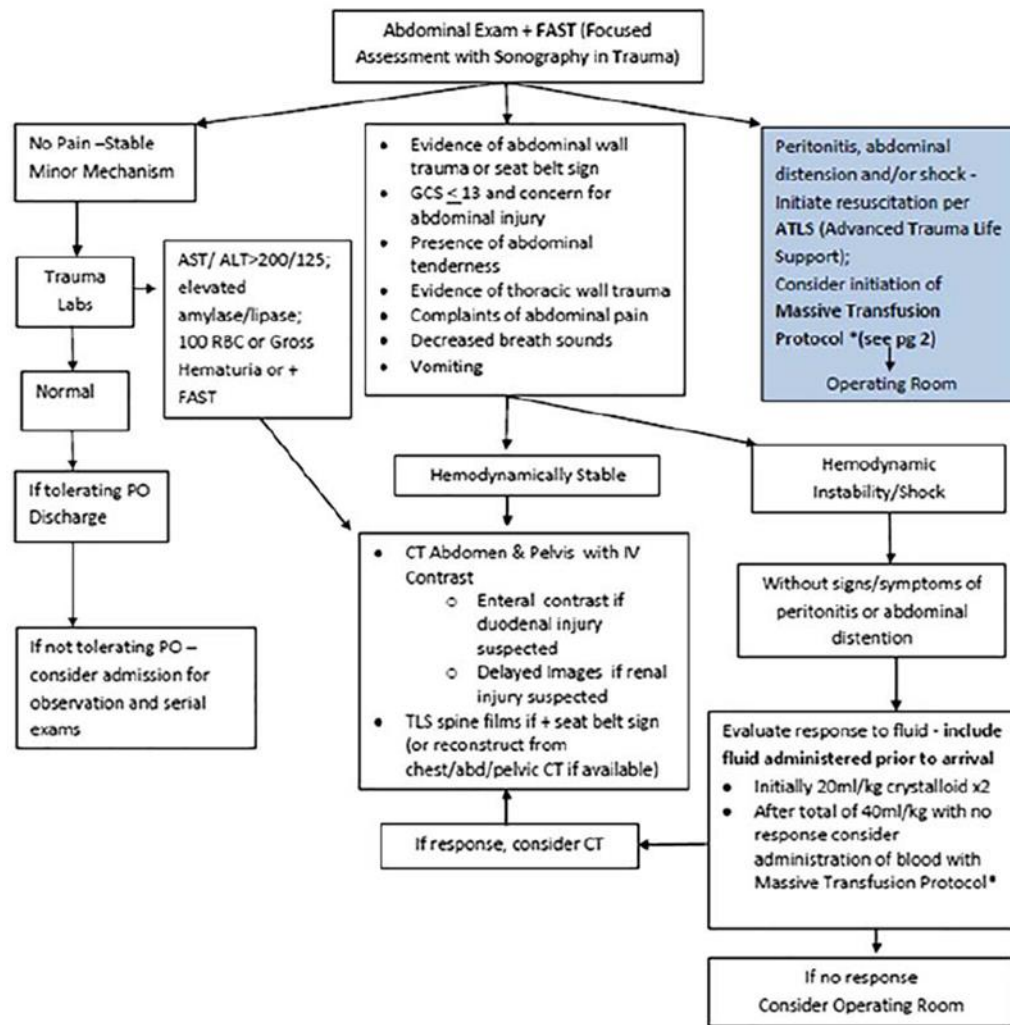 Abdominal Exam + FAST (Focused
Assessment with Sonography in Trauma)
No Pain –Stable
Minor Mechanism
Trauma
Labs
Normal
If tolerating PO
Discharge
If not tolerating PO –
consider admission for
observation and serial
exams
AST/ ALT>200/125;
elevated
amylase/lipase;
100 RBC or Gross
Hematuria or +
FAST
• Evidence of abdominal wall
trauma or seat belt sign
• GCS ≤ 13 and concern for
abdominal injury
• Presence of abdominal
tenderness
• Evidence of thoracic wall trauma
• Complaints of abdominal pain
• Decreased breath sounds
• Vomiting
Peritonitis, abdominal
distension and/or shock -
Initiate resuscitation per
ATLS (Advanced Trauma Life
Support);
Consider initiation of
Massive Transfusion
Protocol *(see pg 2)
Operating Room
Hemodynamically Stable
• CT Abdomen & Pelvis with IV
Contrast
o Enteral contrast if
duodenal injury
suspected
o Delayed Images if renal
injury suspected
• TLS spine films if + seat belt sign
(or reconstruct from
chest/abd/pelvic CT if available)
If response, consider CT
Hemodynamic
Instability/Shock
Without signs/symptoms of
peritonitis or abdominal
distention
Evaluate response to fluid - include
fluid administered prior to arrival
• Initially 20ml/kg crystalloid x2
• After total of 40ml/kg with no
response consider
administration of blood with
Massive Transfusion Protocol*
If no response
Consider Operating Room